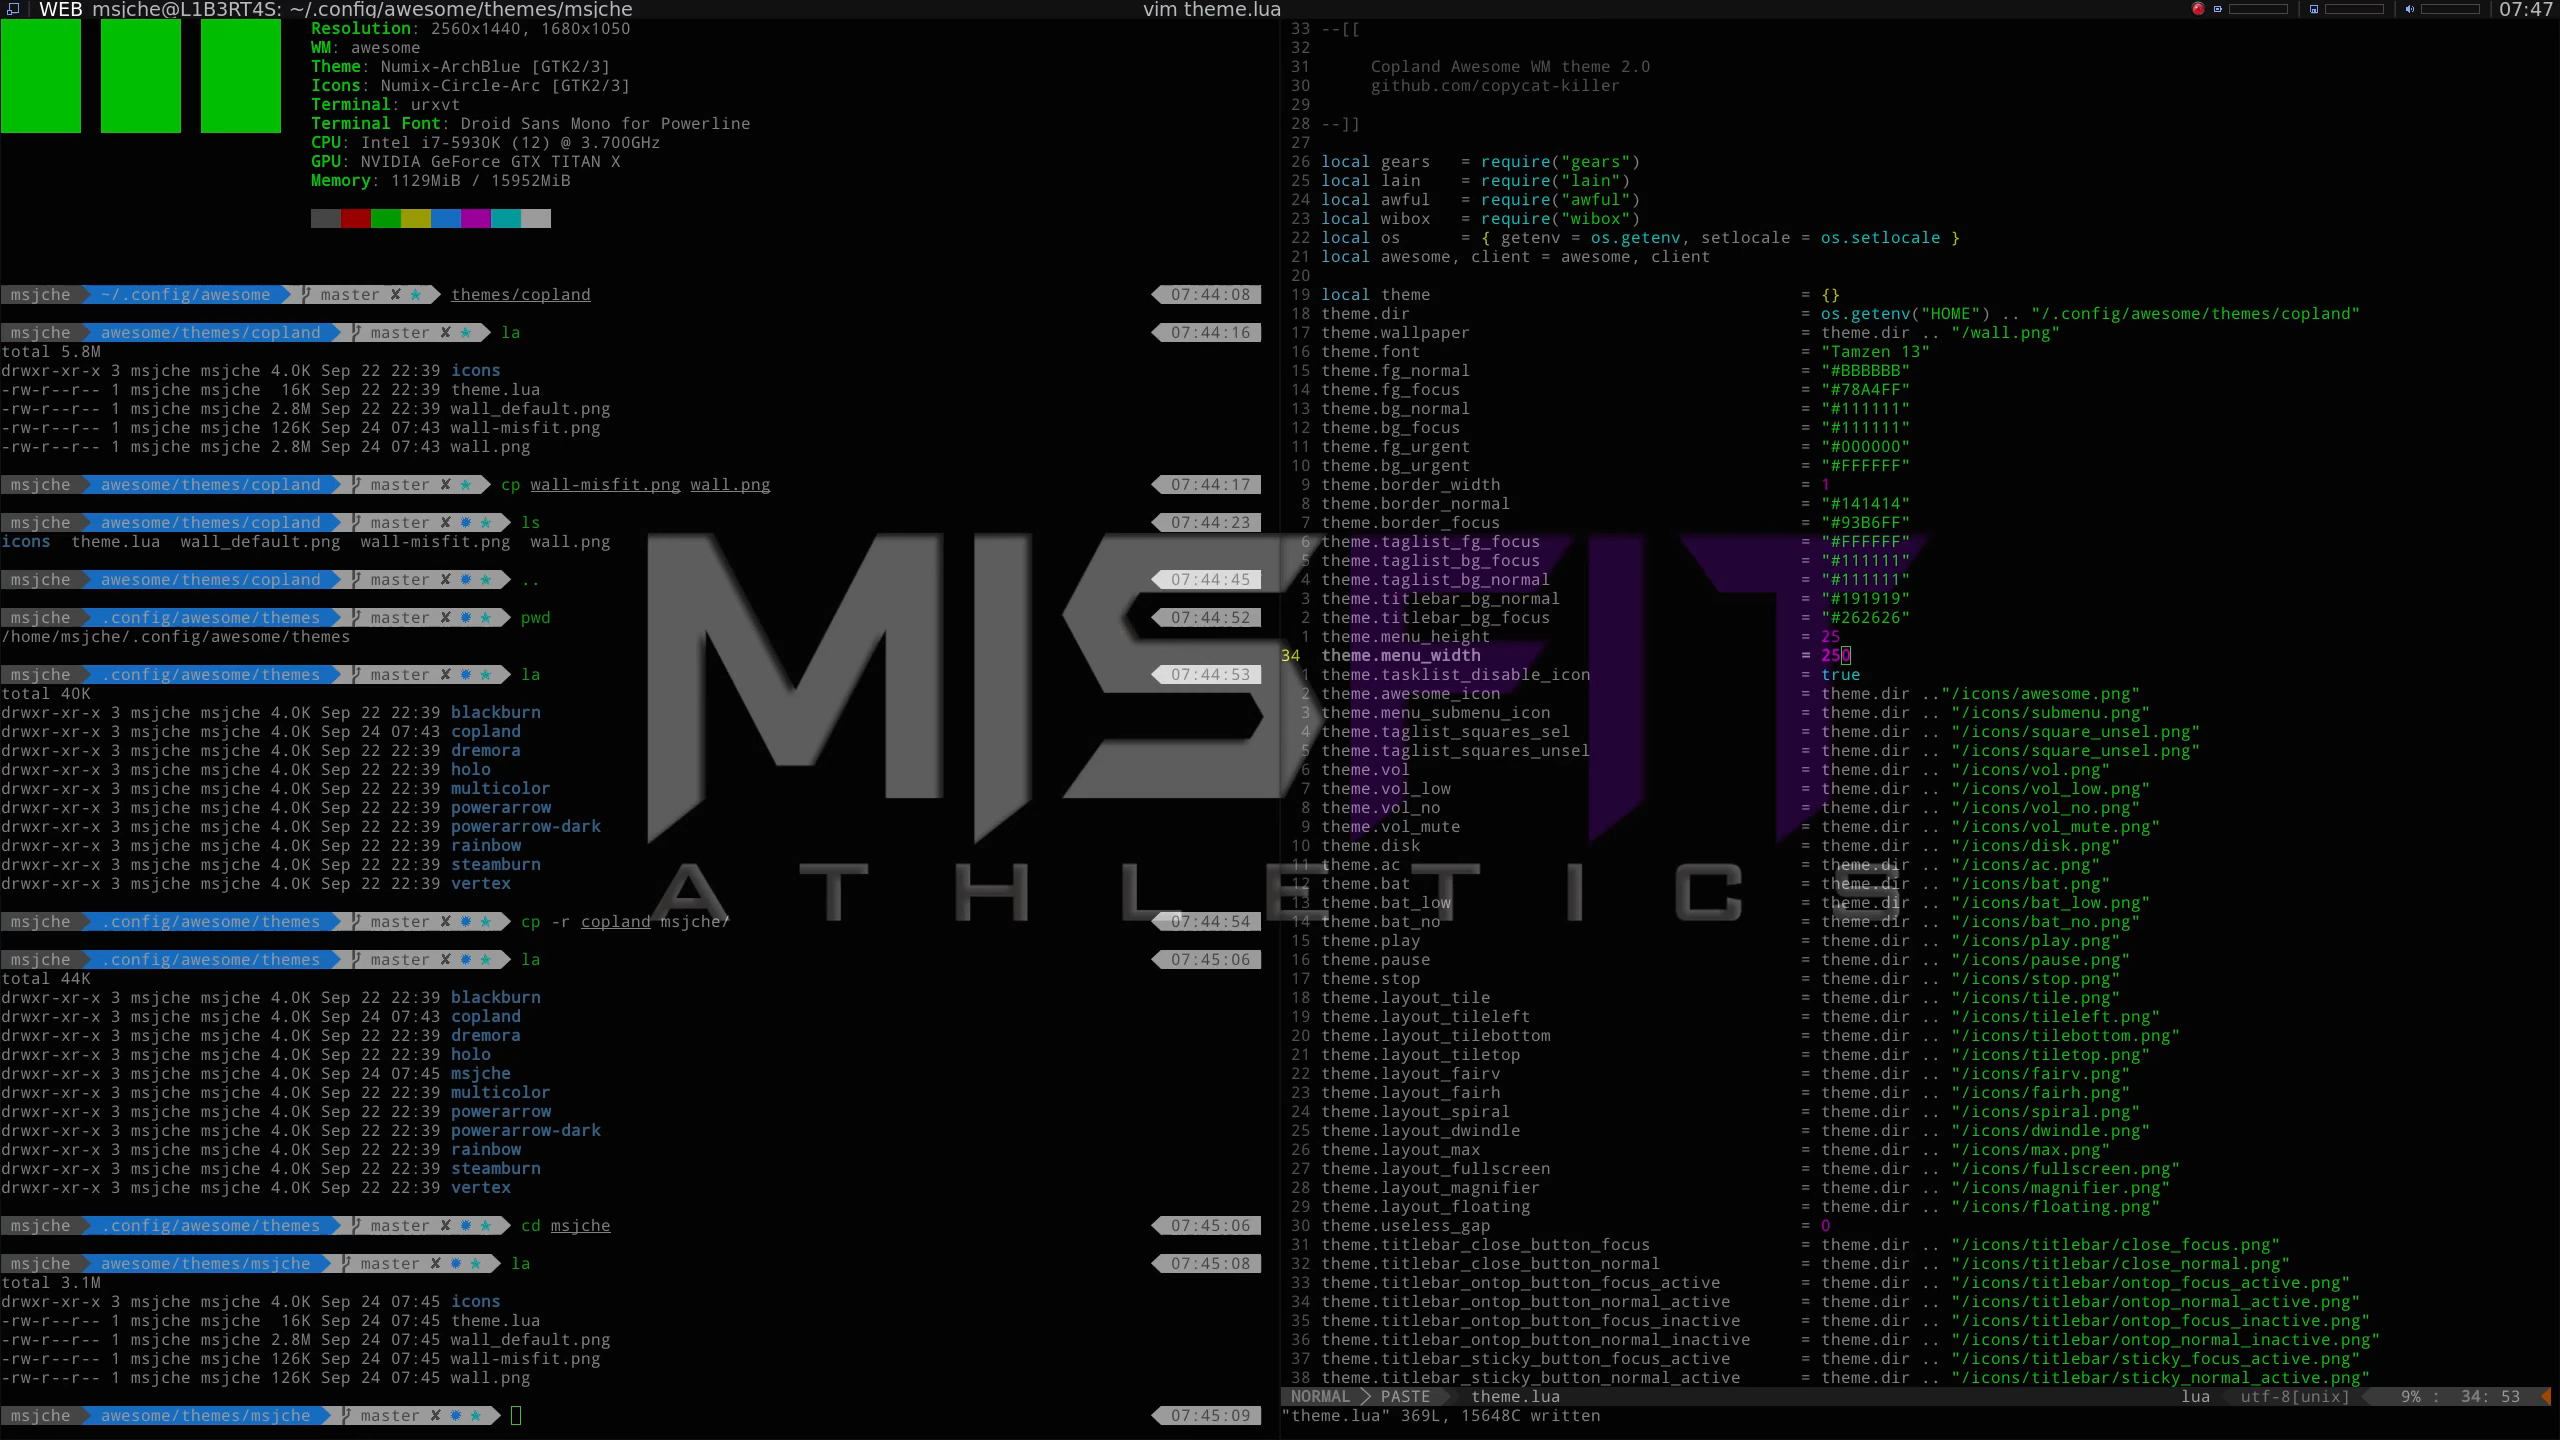 WEB msjche@L1B3RT4S: ~/.config/awesome/themes/msjche
vim theme.lua
07:47
Resolution: 2560x1440, 1680x1050
WM: awesome
Theme: Numix-ArchBlue [GTK2/3]
Icons: Numix-Circle-Arc [GTK2/3]
Terminal: urxvt
Terminal Font: Droid Sans Mono for Powerline
CPU: Intel i7-5930K (12) @ 3.700GHz
GPU: NVIDIA GeForce GTX TITAN X
Memory: 1129MiB / 15952MiB
msjche ~/.config/awesome master ✘ ★ themes/copland 07:44:08
msjche awesome/themes/copland master ✘ ★ la 07:44:16
total 5.8M
drwxr-xr-x 3 msjche msjche 4.0K Sep 22 22:39 icons
-rw-r--r-- 1 msjche msjche  16K Sep 22 22:39 theme.lua
-rw-r--r-- 1 msjche msjche 2.8M Sep 22 22:39 wall_default.png
-rw-r--r-- 1 msjche msjche 126K Sep 24 07:43 wall-misfit.png
-rw-r--r-- 1 msjche msjche 2.8M Sep 24 07:43 wall.png
msjche awesome/themes/copland master ✘ ★ cp wall-misfit.png wall.png 07:44:17
msjche awesome/themes/copland master ✘ ✹ ★ ls 07:44:23
icons  theme.lua  wall_default.png  wall-misfit.png  wall.png
msjche awesome/themes/copland master ✘ ✹ ★ .. 07:44:45
msjche .config/awesome/themes master ✘ ✹ ★ pwd 07:44:52
/home/msjche/.config/awesome/themes
msjche .config/awesome/themes master ✘ ✹ ★ la 07:44:53
total 40K
drwxr-xr-x 3 msjche msjche 4.0K Sep 22 22:39 blackburn
drwxr-xr-x 3 msjche msjche 4.0K Sep 24 07:43 copland
drwxr-xr-x 3 msjche msjche 4.0K Sep 22 22:39 dremora
drwxr-xr-x 3 msjche msjche 4.0K Sep 22 22:39 holo
drwxr-xr-x 3 msjche msjche 4.0K Sep 22 22:39 multicolor
drwxr-xr-x 3 msjche msjche 4.0K Sep 22 22:39 powerarrow
drwxr-xr-x 3 msjche msjche 4.0K Sep 22 22:39 powerarrow-dark
drwxr-xr-x 3 msjche msjche 4.0K Sep 22 22:39 rainbow
drwxr-xr-x 3 msjche msjche 4.0K Sep 22 22:39 steamburn
drwxr-xr-x 3 msjche msjche 4.0K Sep 22 22:39 vertex
msjche .config/awesome/themes master ✘ ✹ ★ cp -r copland msjche/ 07:44:54
msjche .config/awesome/themes master ✘ ✹ ★ la 07:45:06
total 44K
drwxr-xr-x 3 msjche msjche 4.0K Sep 22 22:39 blackburn
drwxr-xr-x 3 msjche msjche 4.0K Sep 24 07:43 copland
drwxr-xr-x 3 msjche msjche 4.0K Sep 22 22:39 dremora
drwxr-xr-x 3 msjche msjche 4.0K Sep 22 22:39 holo
drwxr-xr-x 3 msjche msjche 4.0K Sep 24 07:45 msjche
drwxr-xr-x 3 msjche msjche 4.0K Sep 22 22:39 multicolor
drwxr-xr-x 3 msjche msjche 4.0K Sep 22 22:39 powerarrow
drwxr-xr-x 3 msjche msjche 4.0K Sep 22 22:39 powerarrow-dark
drwxr-xr-x 3 msjche msjche 4.0K Sep 22 22:39 rainbow
drwxr-xr-x 3 msjche msjche 4.0K Sep 22 22:39 steamburn
drwxr-xr-x 3 msjche msjche 4.0K Sep 22 22:39 vertex
msjche .config/awesome/themes master ✘ ✹ ★ cd msjche 07:45:06
msjche awesome/themes/msjche master ✘ ✹ ★ la 07:45:08
total 3.1M
drwxr-xr-x 3 msjche msjche 4.0K Sep 24 07:45 icons
-rw-r--r-- 1 msjche msjche  16K Sep 24 07:45 theme.lua
-rw-r--r-- 1 msjche msjche 2.8M Sep 24 07:45 wall_default.png
-rw-r--r-- 1 msjche msjche 126K Sep 24 07:45 wall-misfit.png
-rw-r--r-- 1 msjche msjche 126K Sep 24 07:45 wall.png
msjche awesome/themes/msjche master ✘ ✹ ★ 07:45:09
MISFIT
ATHLETICS
33 --[[
32
31      Copland Awesome WM theme 2.0
30      github.com/copycat-killer
29
28 --]]
27
26 local gears   = require("gears")
25 local lain    = require("lain")
24 local awful   = require("awful")
23 local wibox   = require("wibox")
22 local os      = { getenv = os.getenv, setlocale = os.setlocale }
21 local awesome, client = awesome, client
20
19 local theme = {}
18 theme.dir = os.getenv("HOME") .. "/.config/awesome/themes/copland"
17 theme.wallpaper = theme.dir .. "/wall.png"
16 theme.font = "Tamzen 13"
15 theme.fg_normal = "#BBBBBB"
14 theme.fg_focus = "#78A4FF"
13 theme.bg_normal = "#111111"
12 theme.bg_focus = "#111111"
11 theme.fg_urgent = "#000000"
10 theme.bg_urgent = "#FFFFFF"
9 theme.border_width = 1
8 theme.border_normal = "#141414"
7 theme.border_focus = "#93B6FF"
6 theme.taglist_fg_focus = "#FFFFFF"
5 theme.taglist_bg_focus = "#111111"
4 theme.taglist_bg_normal = "#111111"
3 theme.titlebar_bg_normal = "#191919"
2 theme.titlebar_bg_focus = "#262626"
1 theme.menu_height = 25
34 theme.menu_width = 250
1 theme.tasklist_disable_icon = true
2 theme.awesome_icon = theme.dir .."/icons/awesome.png"
3 theme.menu_submenu_icon = theme.dir .. "/icons/submenu.png"
4 theme.taglist_squares_sel = theme.dir .. "/icons/square_unsel.png"
5 theme.taglist_squares_unsel = theme.dir .. "/icons/square_unsel.png"
6 theme.vol = theme.dir .. "/icons/vol.png"
7 theme.vol_low = theme.dir .. "/icons/vol_low.png"
8 theme.vol_no = theme.dir .. "/icons/vol_no.png"
9 theme.vol_mute = theme.dir .. "/icons/vol_mute.png"
10 theme.disk = theme.dir .. "/icons/disk.png"
11 theme.ac = theme.dir .. "/icons/ac.png"
12 theme.bat = theme.dir .. "/icons/bat.png"
13 theme.bat_low = theme.dir .. "/icons/bat_low.png"
14 theme.bat_no = theme.dir .. "/icons/bat_no.png"
15 theme.play = theme.dir .. "/icons/play.png"
16 theme.pause = theme.dir .. "/icons/pause.png"
17 theme.stop = theme.dir .. "/icons/stop.png"
18 theme.layout_tile = theme.dir .. "/icons/tile.png"
19 theme.layout_tileleft = theme.dir .. "/icons/tileleft.png"
20 theme.layout_tilebottom = theme.dir .. "/icons/tilebottom.png"
21 theme.layout_tiletop = theme.dir .. "/icons/tiletop.png"
22 theme.layout_fairv = theme.dir .. "/icons/fairv.png"
23 theme.layout_fairh = theme.dir .. "/icons/fairh.png"
24 theme.layout_spiral = theme.dir .. "/icons/spiral.png"
25 theme.layout_dwindle = theme.dir .. "/icons/dwindle.png"
26 theme.layout_max = theme.dir .. "/icons/max.png"
27 theme.layout_fullscreen = theme.dir .. "/icons/fullscreen.png"
28 theme.layout_magnifier = theme.dir .. "/icons/magnifier.png"
29 theme.layout_floating = theme.dir .. "/icons/floating.png"
30 theme.useless_gap = 0
31 theme.titlebar_close_button_focus = theme.dir .. "/icons/titlebar/close_focus.png"
32 theme.titlebar_close_button_normal = theme.dir .. "/icons/titlebar/close_normal.png"
33 theme.titlebar_ontop_button_focus_active = theme.dir .. "/icons/titlebar/ontop_focus_active.png"
34 theme.titlebar_ontop_button_normal_active = theme.dir .. "/icons/titlebar/ontop_normal_active.png"
35 theme.titlebar_ontop_button_focus_inactive = theme.dir .. "/icons/titlebar/ontop_focus_inactive.png"
36 theme.titlebar_ontop_button_normal_inactive = theme.dir .. "/icons/titlebar/ontop_normal_inactive.png"
37 theme.titlebar_sticky_button_focus_active = theme.dir .. "/icons/titlebar/sticky_focus_active.png"
38 theme.titlebar_sticky_button_normal_active = theme.dir .. "/icons/titlebar/sticky_normal_active.png"
NORMAL PASTE theme.lua lua utf-8[unix] 9% : 34: 53
"theme.lua" 369L, 15648C written